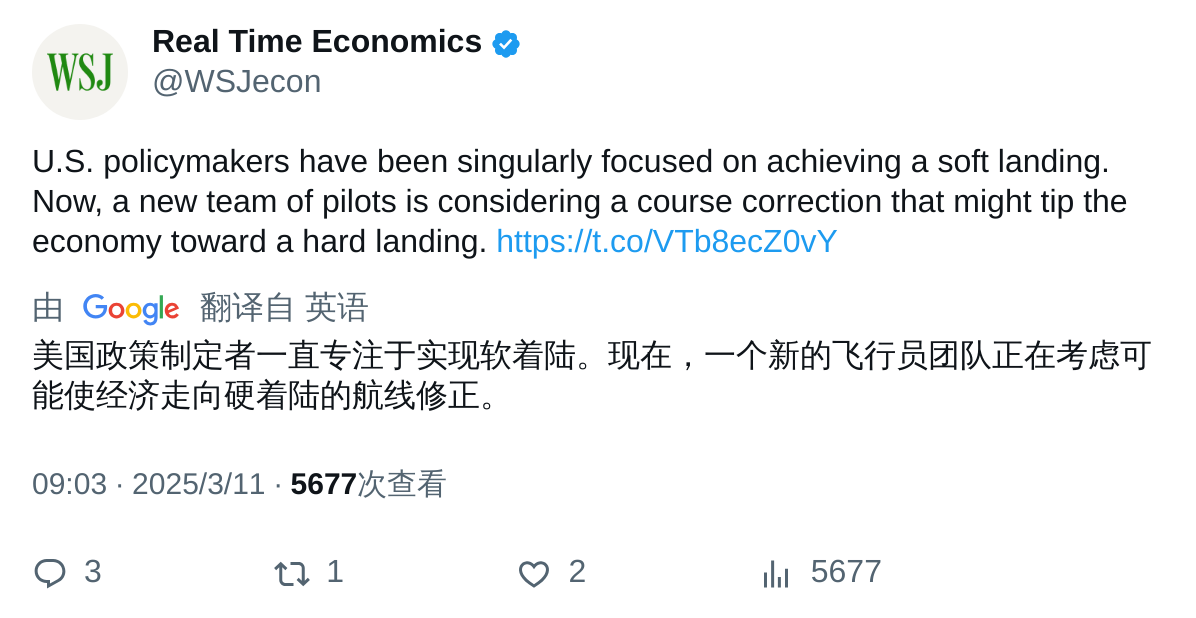 WSJ
Real Time Economics
@WSJecon
U.S. policymakers have been singularly focused on achieving a soft landing.
Now, a new team of pilots is considering a course correction that might tip the
economy toward a hard landing. https://t.co/VTb8ecZ0vY
由 Google 翻译自 英语
美国政策制定者一直专注于实现软着陆。现在，一个新的飞行员团队正在考虑可
能使经济走向硬着陆的航线修正。
09:03 · 2025/3/11 · 5677次查看
3 1 2 5677